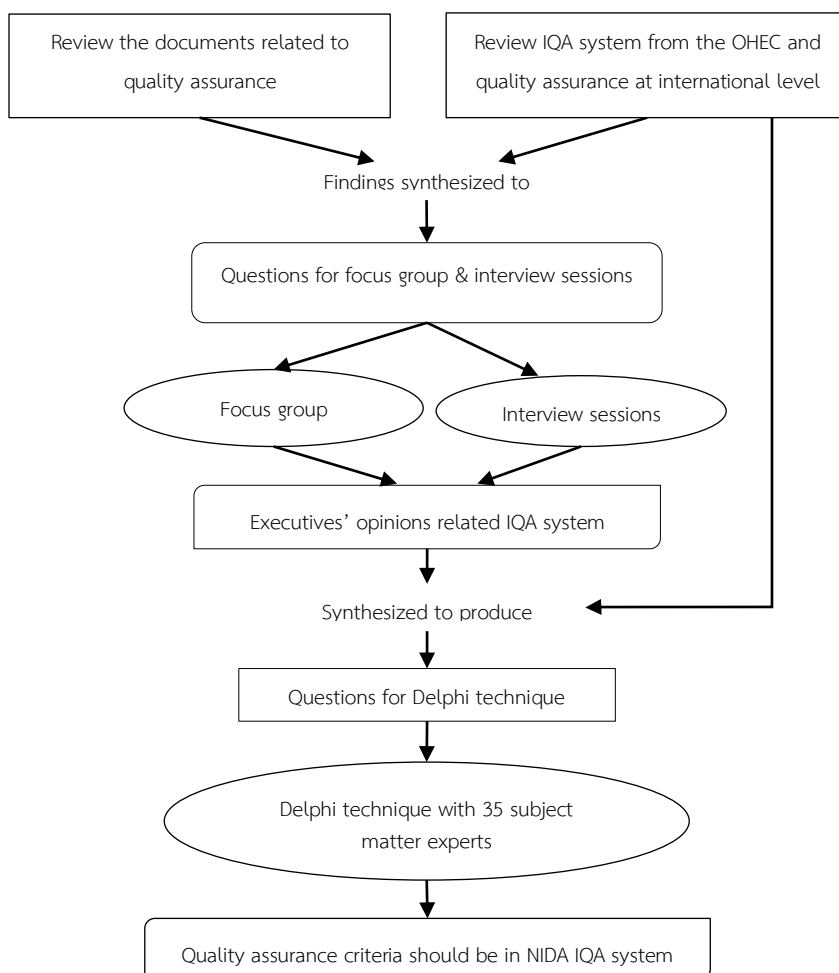 Review the documents related to
quality assurance
Review IQA system from the OHEC and
quality assurance at international level
Findings synthesized to
Questions for focus group & interview sessions
Focus group
Interview sessions
Executives’ opinions related IQA system
Synthesized to produce
Questions for Delphi technique
Delphi technique with 35 subject
matter experts
Quality assurance criteria should be in NIDA IQA system